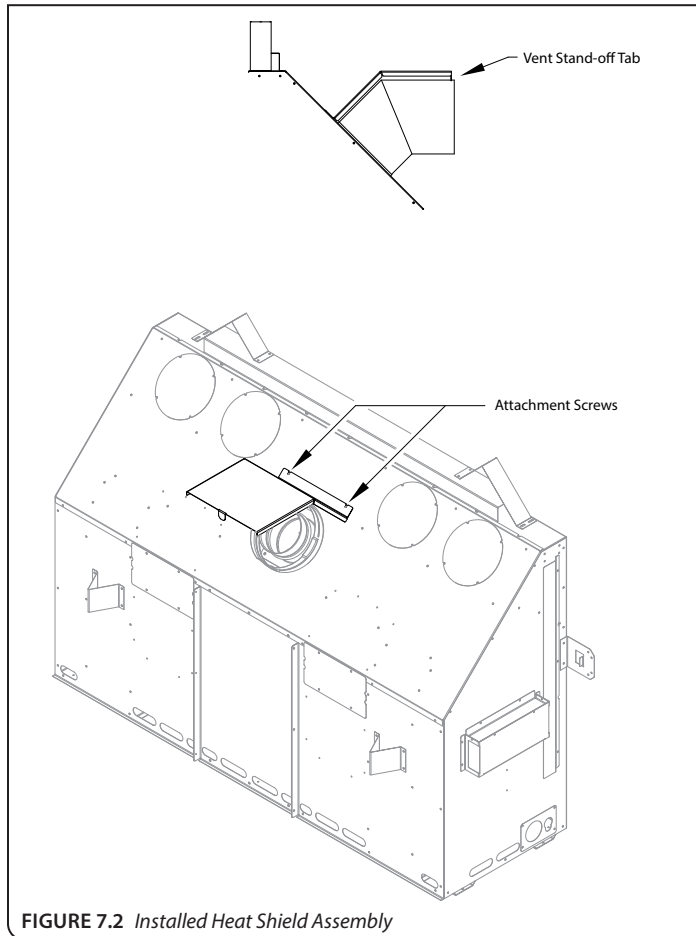 Vent Stand-off Tab
Attachment Screws
FIGURE 7.2 Installed Heat Shield Assembly